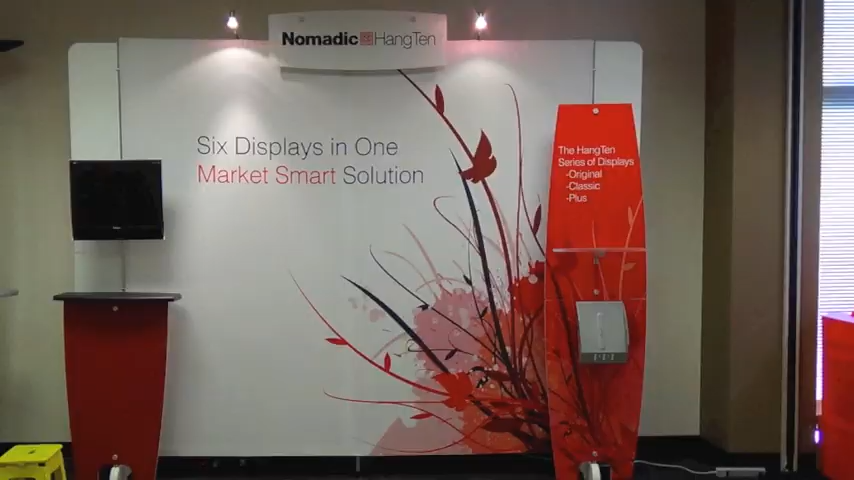 Nomadic HangTen
Six Displays in One
Market Smart Solution
The HangTen
Series of Displays
-Original
-Classic
-Plus